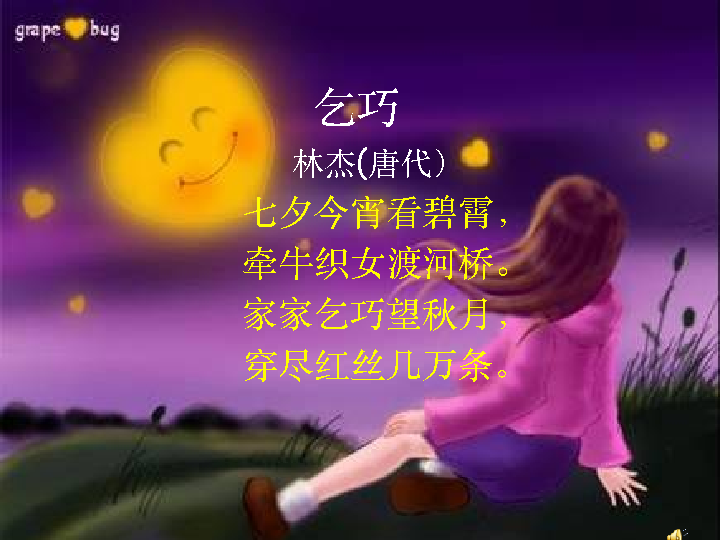 grape bug
乞巧
林杰(唐代）
七夕今宵看碧霄，
牵牛织女渡河桥。
家家乞巧望秋月，
穿尽红丝几万条。